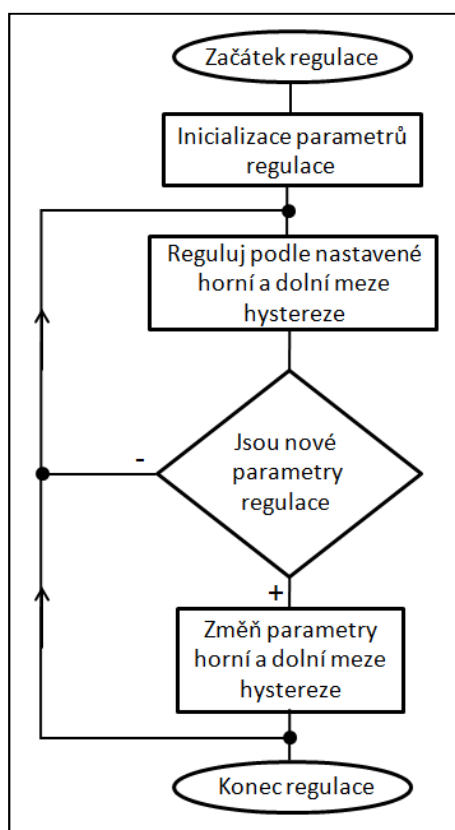 Začátek regulace
Inicializace parametrů
regulace
Reguluj podle nastavené
horní a dolní meze
hystereze
Jsou nové
parametry
regulace
-
+
Změň parametry
horní a dolní meze
hystereze
Konec regulace